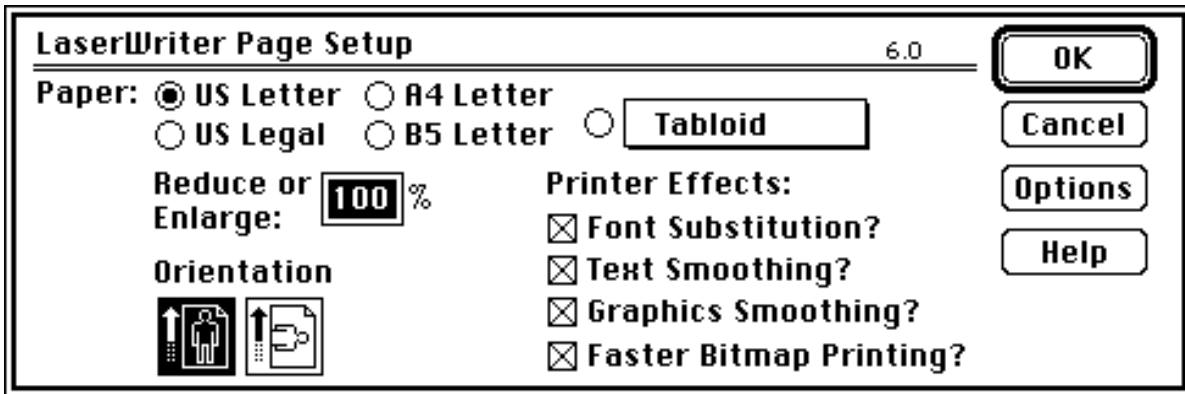 LaserWriter Page Setup 6.0 OK
Paper: US Letter A4 Letter
US Legal B5 Letter Tabloid Cancel
Reduce or Enlarge: 100 % Printer Effects: Options
Font Substitution?
Text Smoothing? Help
Orientation
Graphics Smoothing?
Faster Bitmap Printing?